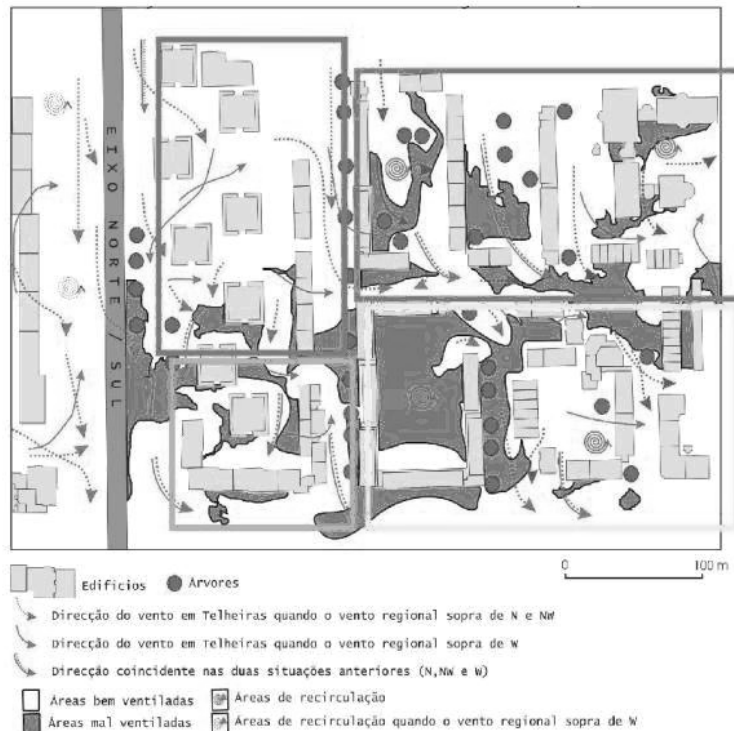 EIXO NORTE / SUL
0 100 m
Edifícios Árvores
Direcção do vento em Telheiras quando o vento regional sopra de N e NW
Direcção do vento em Telheiras quando o vento regional sopra de W
Direcção coincidente nas duas situações anteriores (N,NW e W)
Áreas bem ventiladas Áreas de recirculação
Áreas mal ventiladas Áreas de recirculação quando o vento regional sopra de W